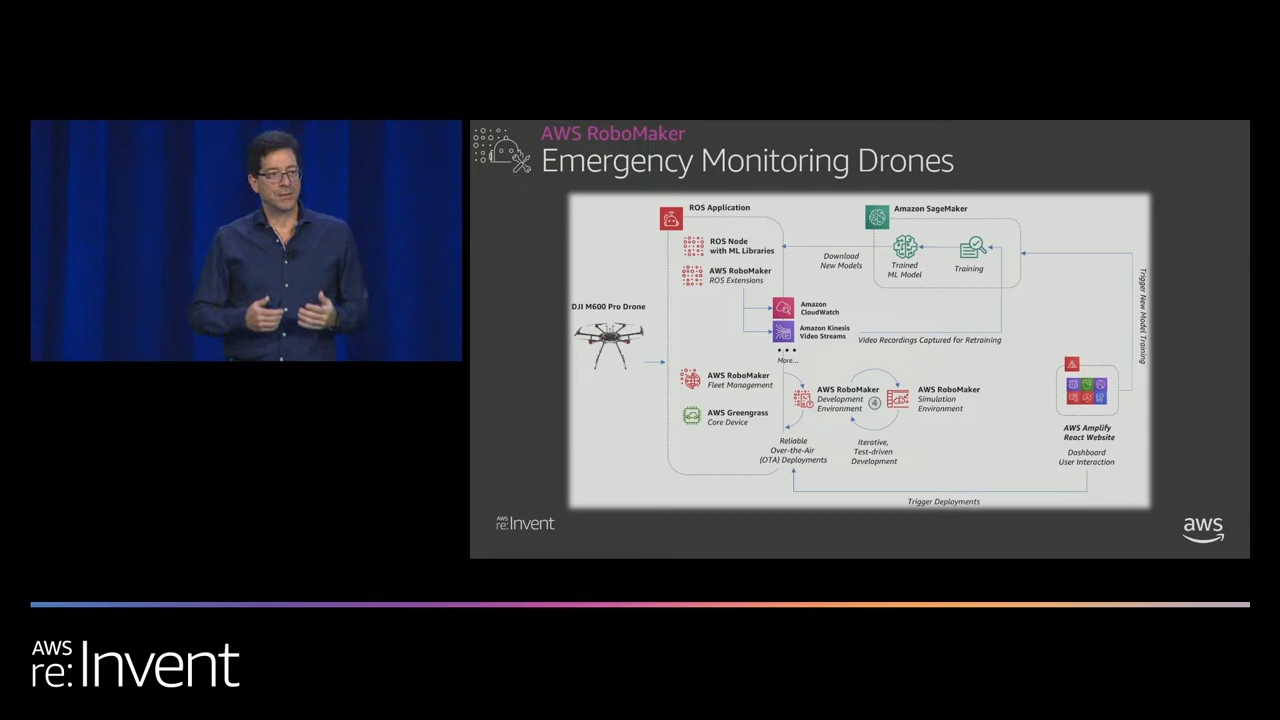 AWS RoboMaker
Emergency Monitoring Drones
ROS Application
ROS Node
with ML Libraries
AWS RoboMaker
ROS Extensions
Amazon
CloudWatch
Amazon Kinesis
Video Streams
More...
DJI M600 Pro Drone
AWS RoboMaker
Fleet Management
AWS Greengrass
Core Device
Amazon SageMaker
Download
New Models
Trained
ML Model
Training
Video Recordings Captured for Retraining
Trigger New Model Training
AWS RoboMaker
Development
Environment
4
AWS RoboMaker
Simulation
Environment
Reliable
Over-the-Air
(OTA) Deployments
Iterative,
Test-driven
Development
AWS Amplify
React Website
Dashboard
User Interaction
Trigger Deployments
AWS
re:Invent
aws
AWS
re:Invent